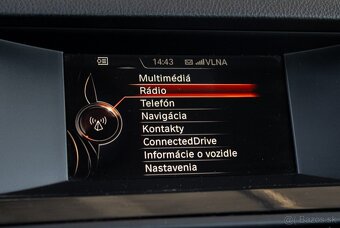 14:43 VLNA
Multimédiá
Rádio
Telefón
Navigácia
Kontakty
ConnectedDrive
Informácie o vozidle
Nastavenia
© Bazos.sk